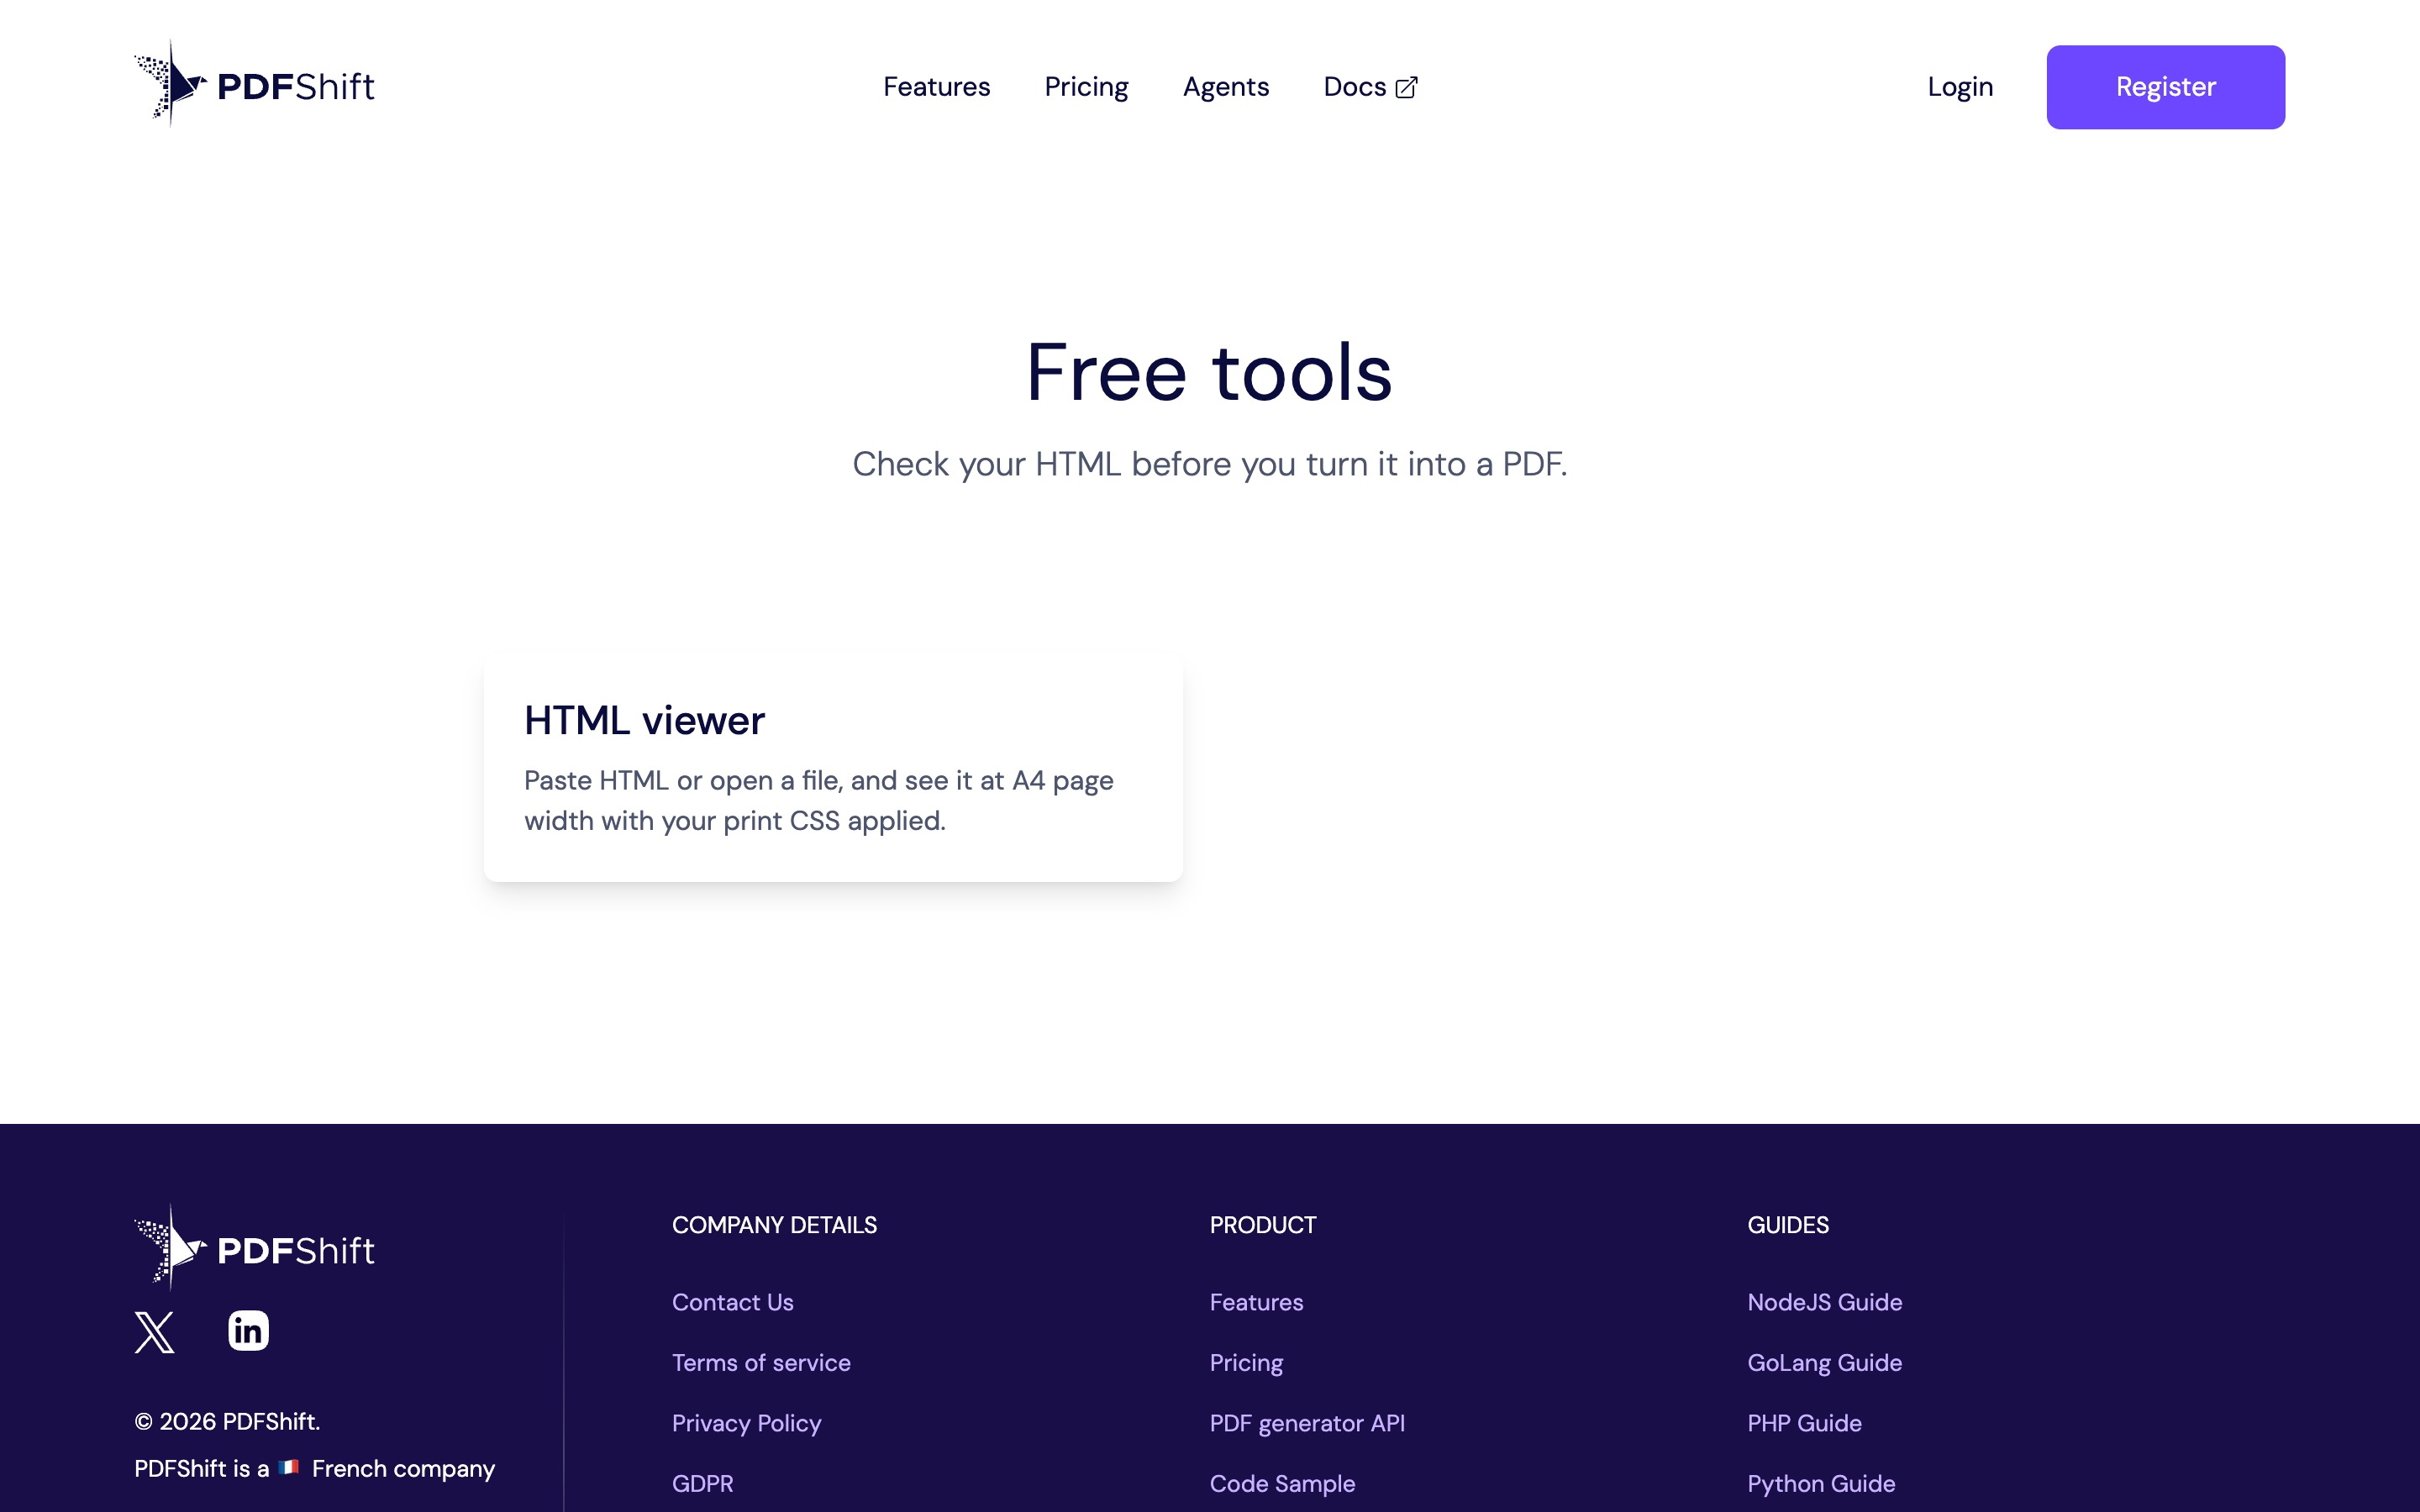 PDFShift
Features
Pricing
Agents
Docs
Login
Register
Free tools
Check your HTML before you turn it into a PDF.
HTML viewer
Paste HTML or open a file, and see it at A4 page
width with your print CSS applied.
PDFShift
© 2026 PDFShift.
PDFShift is a 🇫🇷 French company
COMPANY DETAILS
Contact Us
Terms of service
Privacy Policy
GDPR
PRODUCT
Features
Pricing
PDF generator API
Code Sample
GUIDES
NodeJS Guide
GoLang Guide
PHP Guide
Python Guide